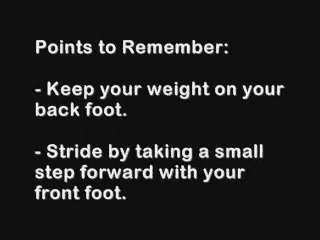 Points to Remember:
- Keep your weight on your
back foot.
- Stride by taking a small
step forward with your
front foot.